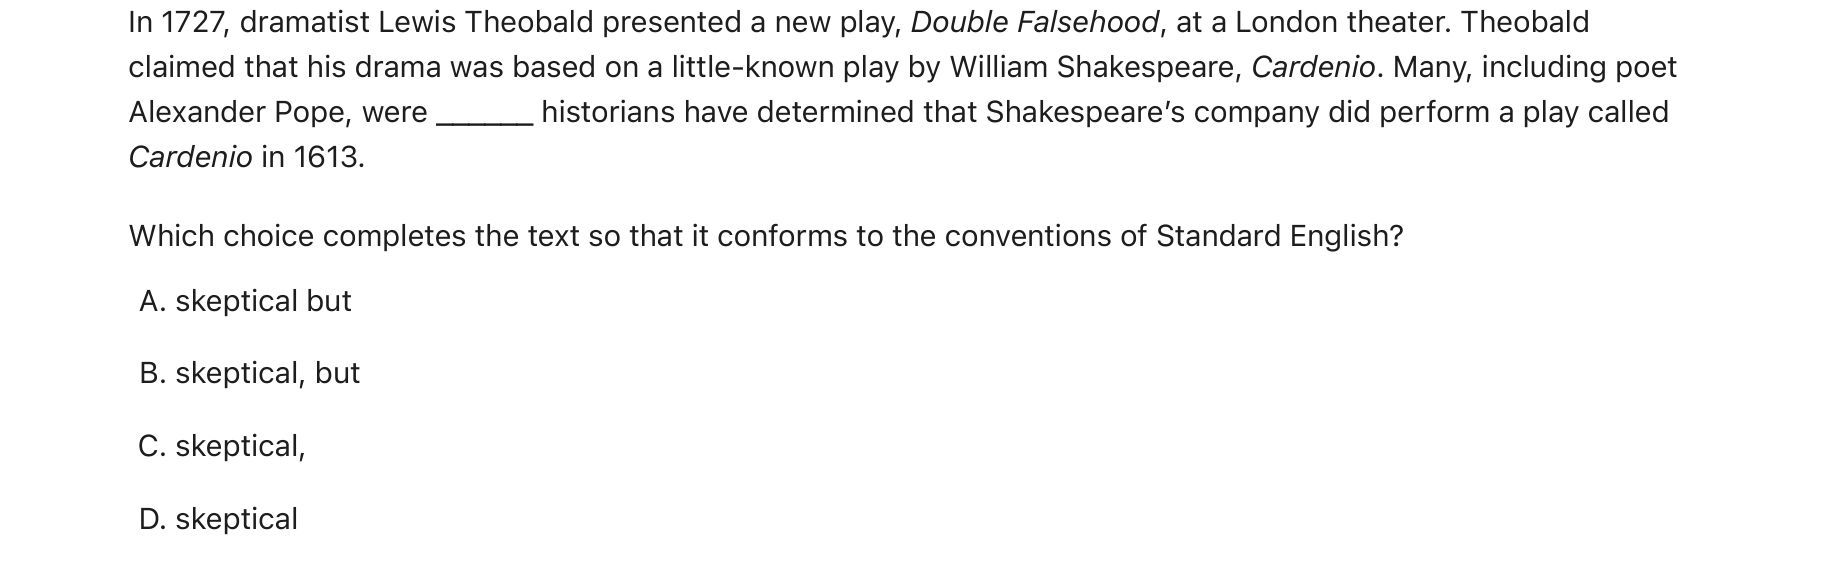 In 1727, dramatist Lewis Theobald presented a new play, Double Falsehood, at a London theater. Theobald
claimed that his drama was based on a little-known play by William Shakespeare, Cardenio. Many, including poet
Alexander Pope, were ______ historians have determined that Shakespeare’s company did perform a play called
Cardenio in 1613.
Which choice completes the text so that it conforms to the conventions of Standard English?
A. skeptical but
B. skeptical, but
C. skeptical,
D. skeptical